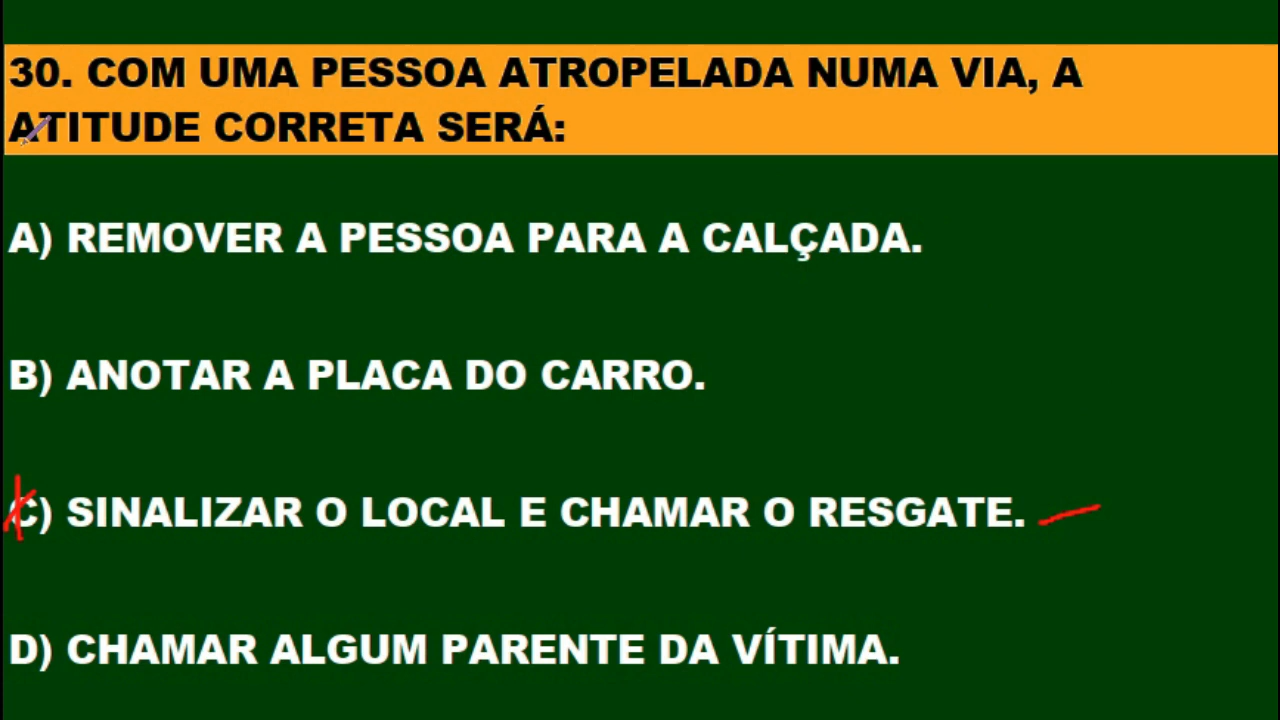 30. COM UMA PESSOA ATROPELADA NUMA VIA, A
ATITUDE CORRETA SERÁ:
A) REMOVER A PESSOA PARA A CALÇADA.
B) ANOTAR A PLACA DO CARRO.
C) SINALIZAR O LOCAL E CHAMAR O RESGATE.
D) CHAMAR ALGUM PARENTE DA VÍTIMA.